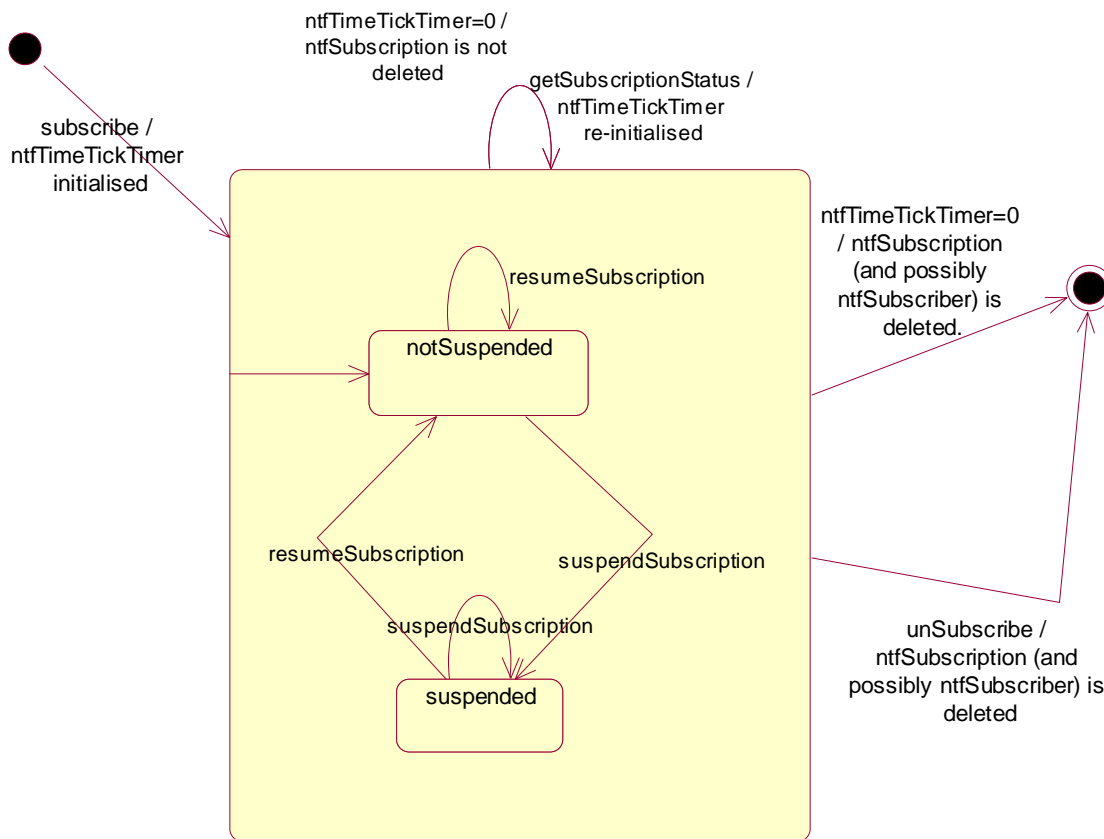 ntfTimeTickTimer=0 /
ntfSubscription is not
deleted
getSubscriptionStatus /
ntfTimeTickTimer
re-initialised
subscribe /
ntfTimeTickTimer
initialised
ntfTimeTickTimer=0
/ ntfSubscription
(and possibly
ntfSubscriber) is
deleted.
resumeSubscription
notSuspended
resumeSubscription
suspendSubscription
suspendSubscription
suspended
unSubscribe /
ntfSubscription (and
possibly ntfSubscriber) is
deleted